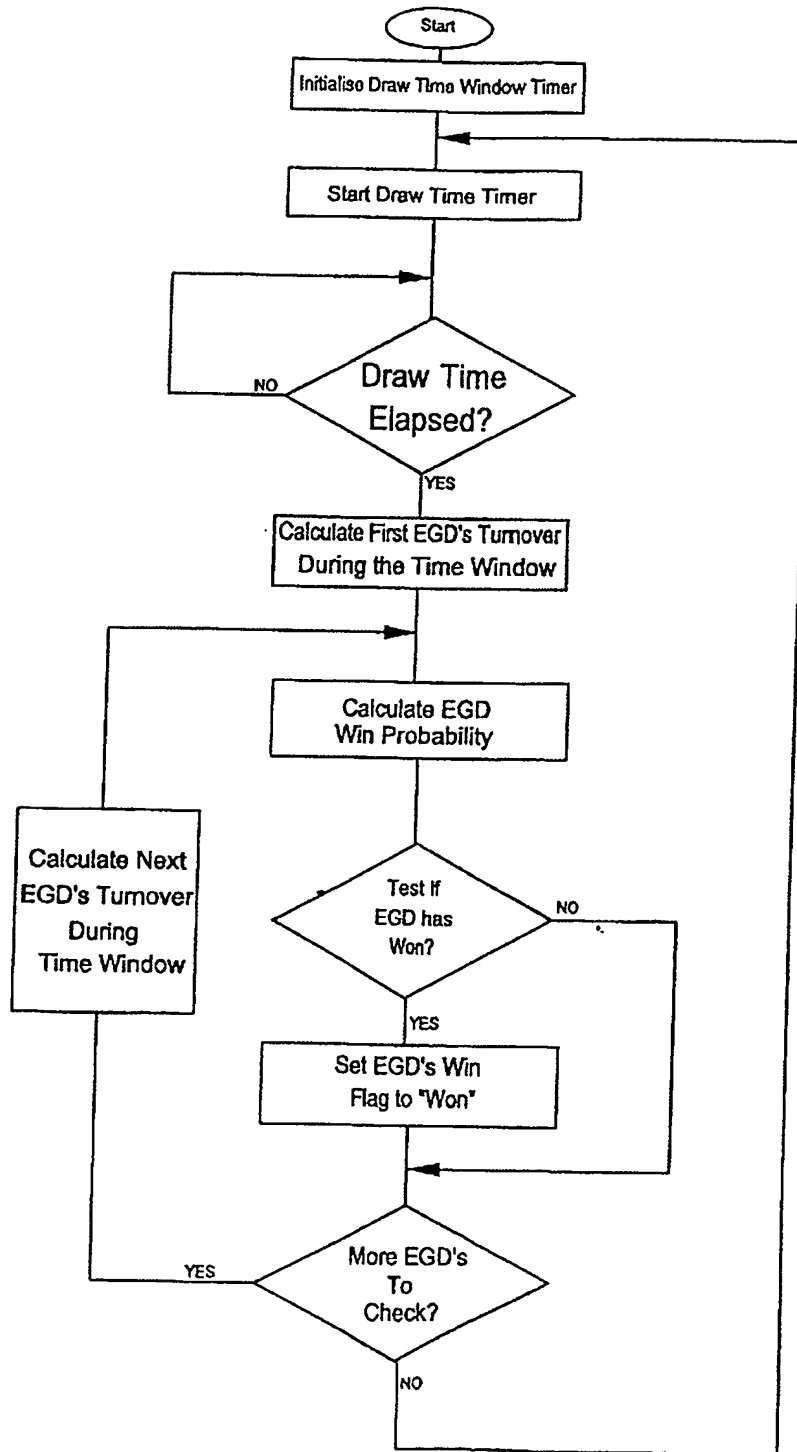 Start
Initialise Draw Time Window Timer
Start Draw Time Timer
Draw Time
Elapsed?
NO
YES
Calculate First EGD's Turnover
During the Time Window
Calculate EGD
Win Probability
Calculate Next
EGD's Turnover
During
Time Window
Test If
EGD has
Won?
NO
YES
Set EGD's Win
Flag to "Won"
More EGD's
To
Check?
YES
NO